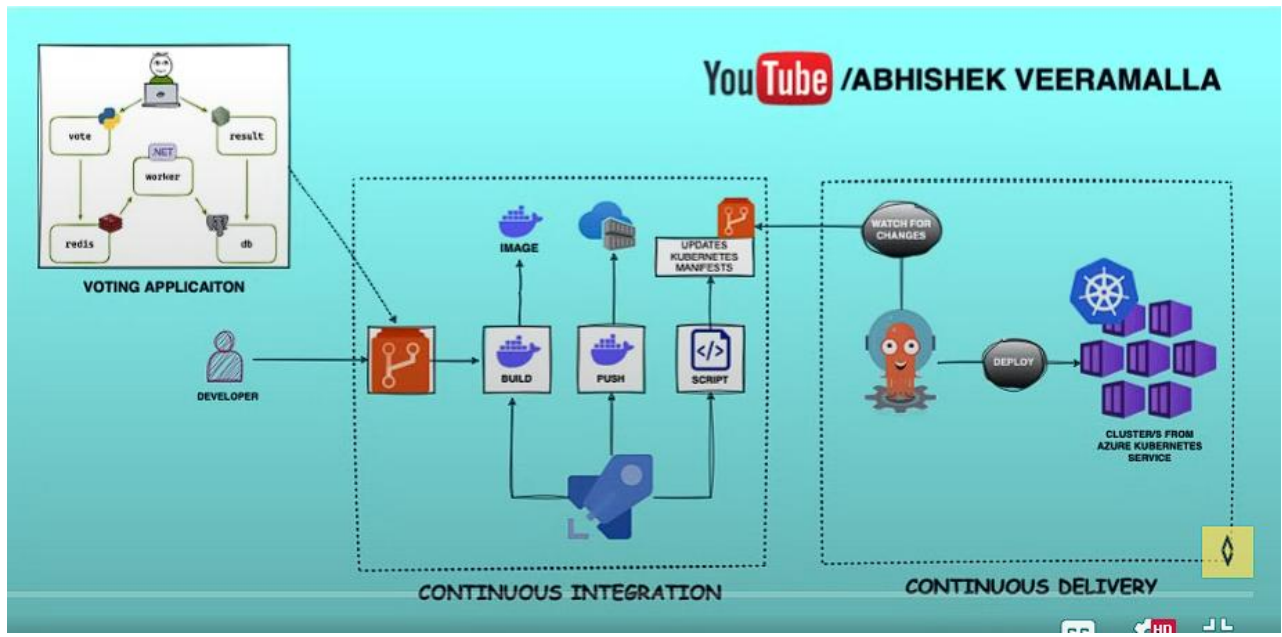 YouTube /ABHISHEK VEERAMALLA
vote
result
.NET
worker
redis
db
VOTING APPLICAITON
DEVELOPER
IMAGE
UPDATES
KUBERNETES
MANIFESTS
BUILD
PUSH
</>
SCRIPT
CONTINUOUS INTEGRATION
WATCH FOR
CHANGES
DEPLOY
CLUSTER/S FROM
AZURE KUBERNETES
SERVICE
CONTINUOUS DELIVERY
CC
HD